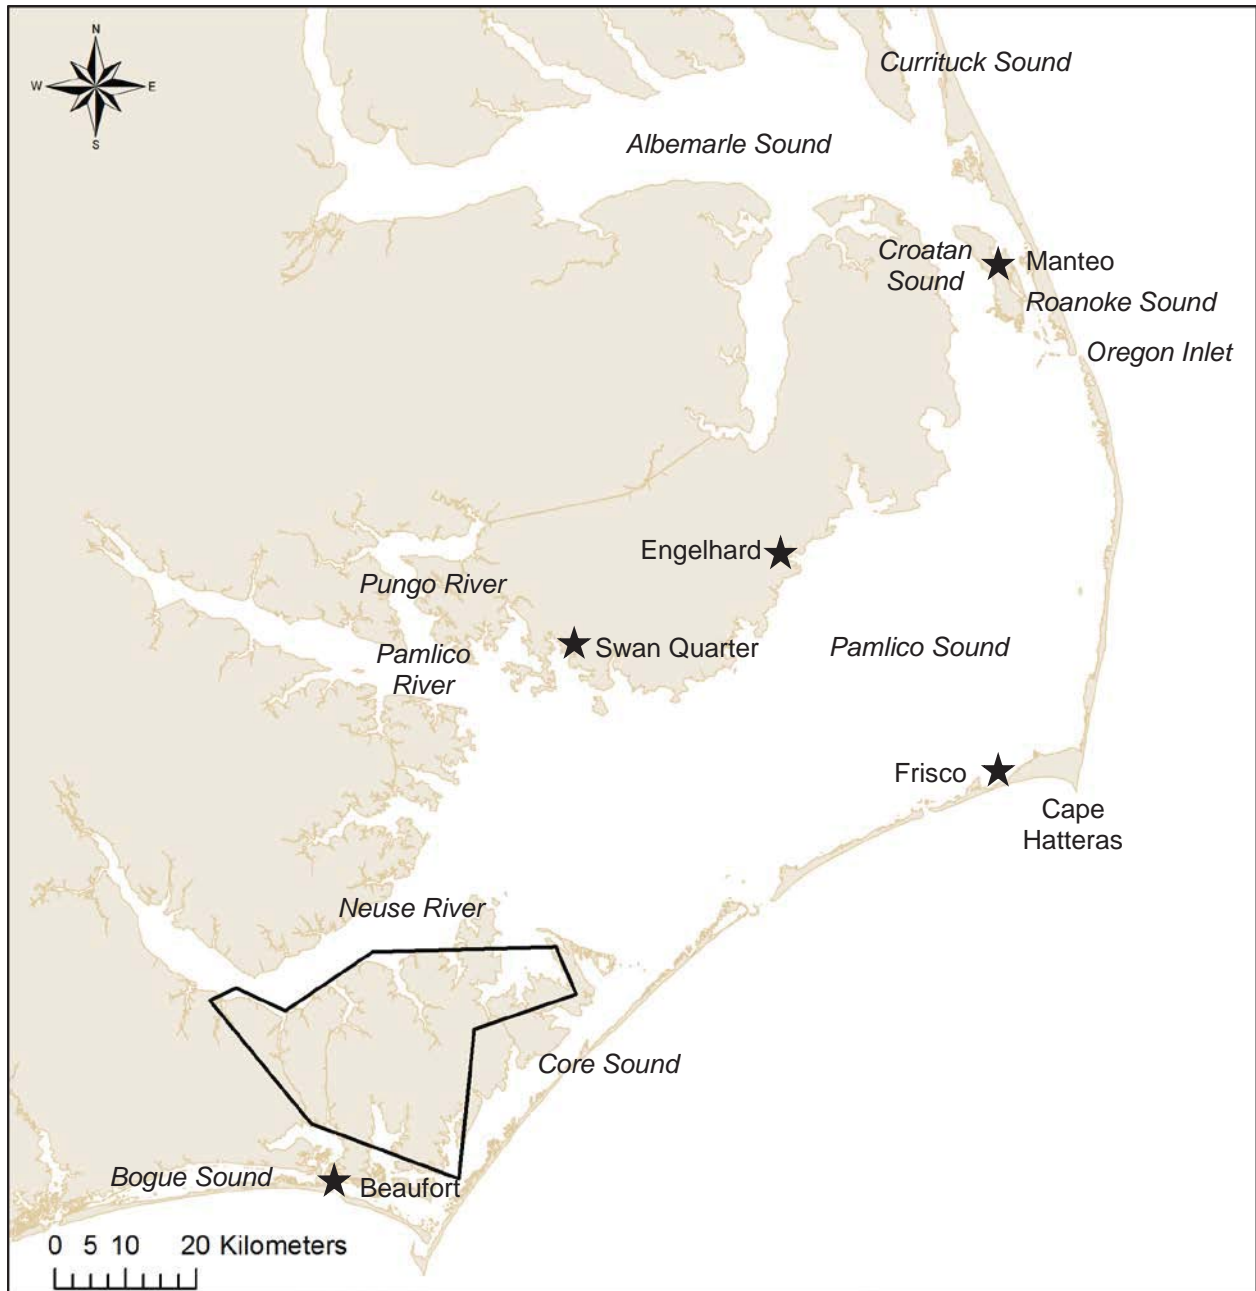 N
W E
S
Currituck Sound
Albemarle Sound
Croatan
Sound
Manteo
Roanoke Sound
Oregon Inlet
Engelhard
Pungo River
Swan Quarter
Pamlico Sound
Pamlico
River
Frisco
Cape
Hatteras
Neuse River
Core Sound
Bogue Sound
Beaufort
0 5 10 20 Kilometers